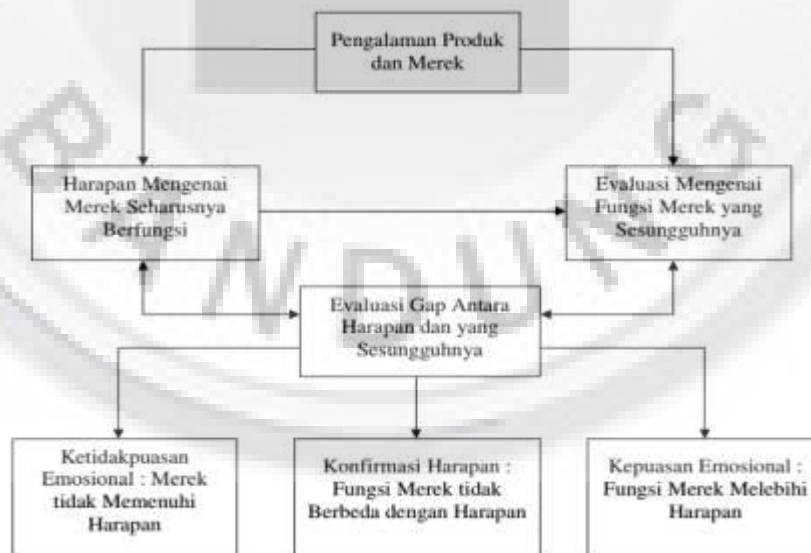 Pengalaman Produk
dan Merek
Harapan Mengenai
Merek Seharusnya
Berfungsi
Evaluasi Mengenai
Fungsi Merek yang
Sesungguhnya
Evaluasi Gap Antara
Harapan dan yang
Sesungguhnya
Ketidakpuasan
Emosional : Merek
tidak Memenuhi
Harapan
Konfirmasi Harapan :
Fungsi Merek tidak
Berbeda dengan Harapan
Kepuasan Emosional :
Fungsi Merek Melebihi
Harapan
BANDUNG